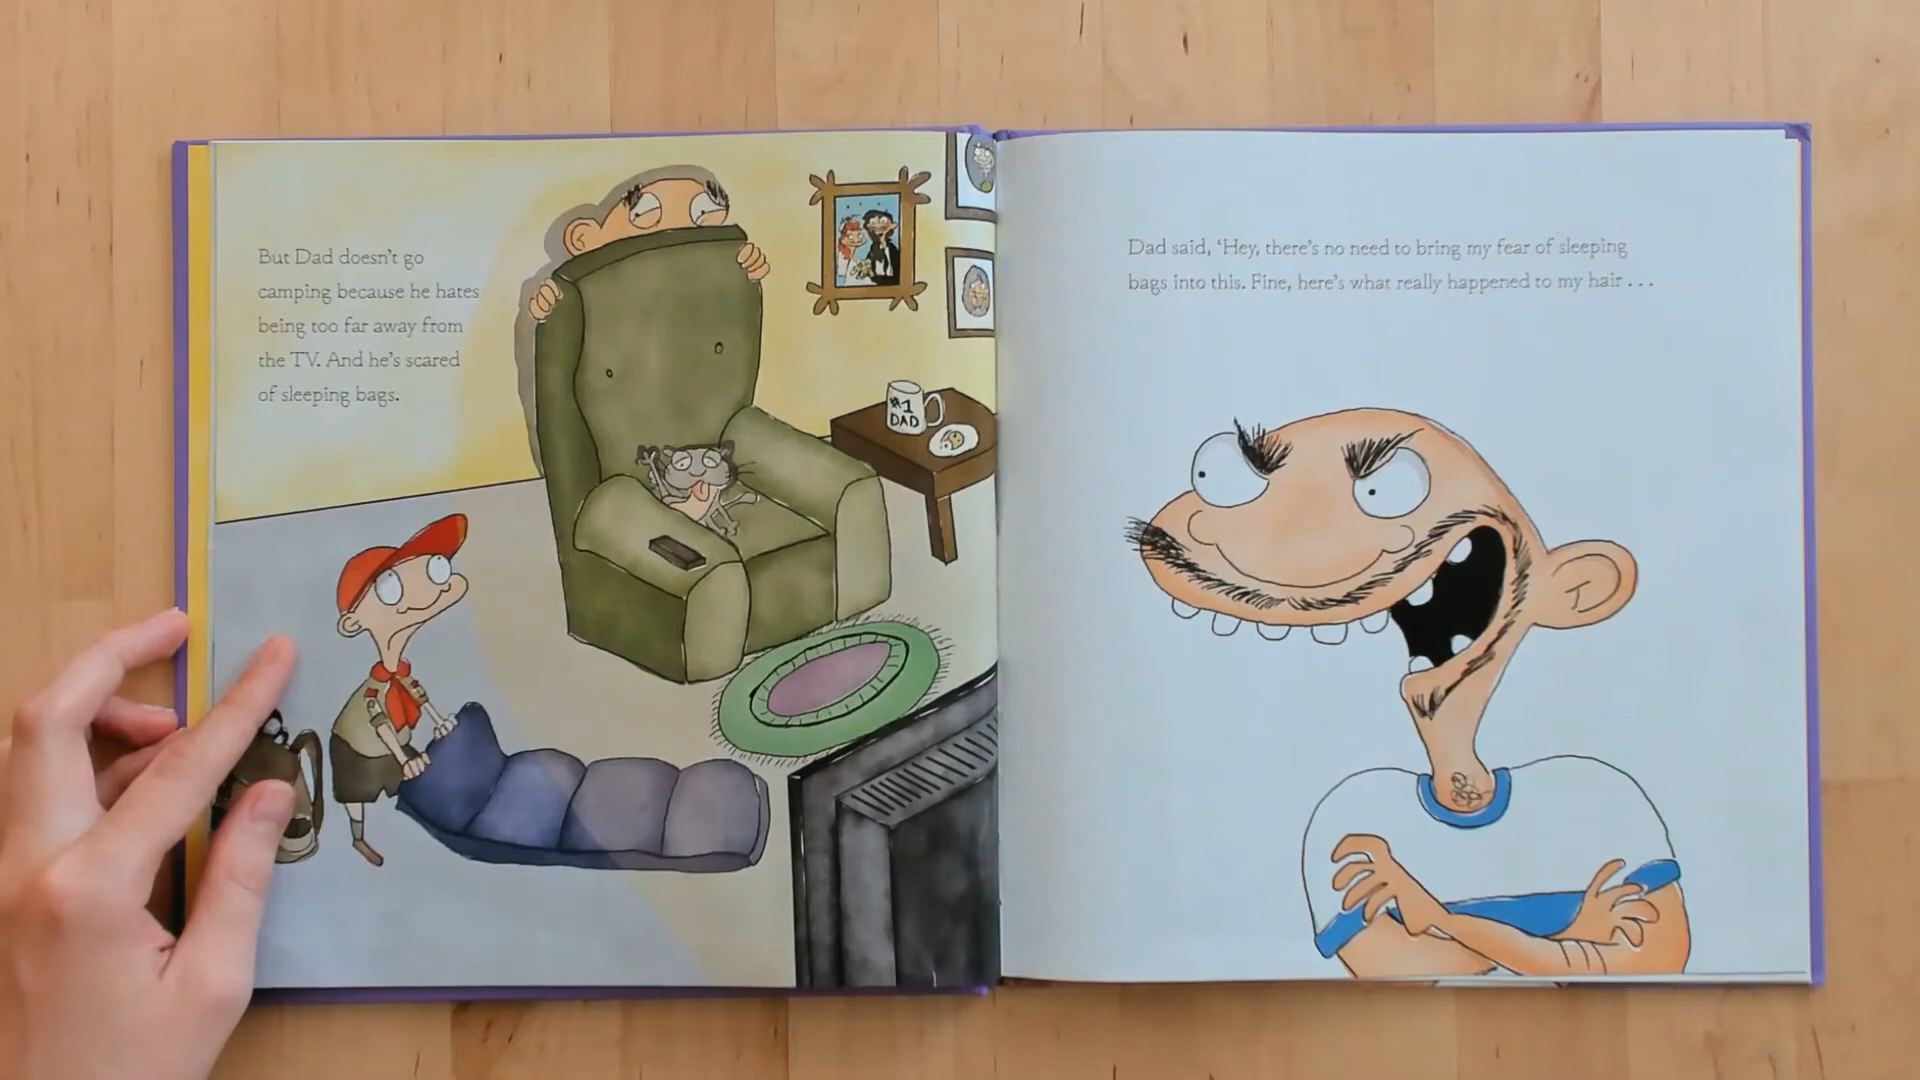 But Dad doesn't go
camping because he hates
being too far away from
the TV. And he's scared
of sleeping bags.
#1
DAD
Dad said, ‘Hey, there's no need to bring my fear of sleeping
bags into this. Fine, here's what really happened to my hair . . .